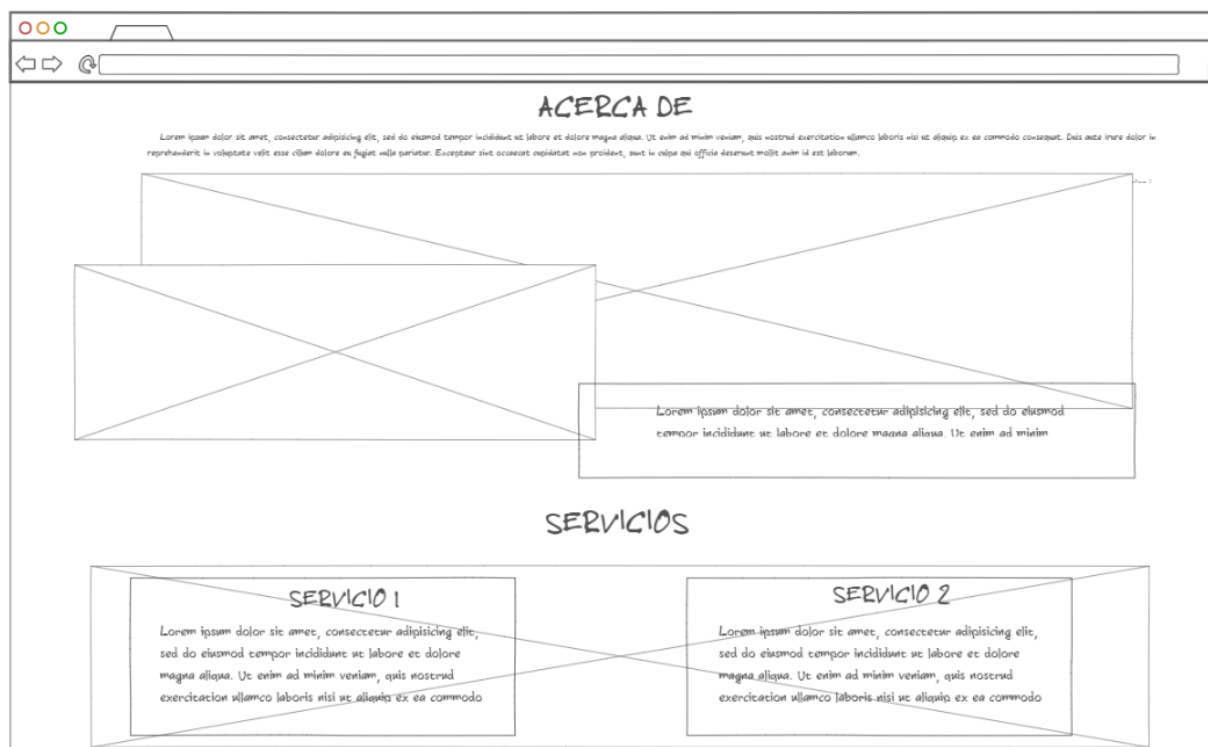 ACERCA DE
Lorem ipsum dolor sit amet, consectetur adipisicing elit, sed do eiusmod tempor incididunt ut labore et dolore magna aliqua. Ut enim ad minim veniam, quis nostrud exercitation ullamco laboris nisi ut aliquip ex ea commodo consequat. Duis aute irure dolor in
reprehenderit in voluptate velit esse cillum dolore eu fugiat nulla pariatur. Excepteur sint occaecat cupidatat non proident, sunt in culpa qui officia deserunt mollit anim id est laborum.
Lorem ipsum dolor sit amet, consectetur adipisicing elit, sed do eiusmod
tempor incididunt ut labore et dolore magna aliqua. Ut enim ad minim
SERVICIOS
SERVICIO 1
Lorem ipsum dolor sit amet, consectetur adipisicing elit,
sed do eiusmod tempor incididunt ut labore et dolore
magna aliqua. Ut enim ad minim veniam, quis nostrud
exercitation ullamco laboris nisi ut aliquip ex ea commodo
SERVICIO 2
Lorem ipsum dolor sit amet, consectetur adipisicing elit,
sed do eiusmod tempor incididunt ut labore et dolore
magna aliqua. Ut enim ad minim veniam, quis nostrud
exercitation ullamco laboris nisi ut aliquip ex ea commodo